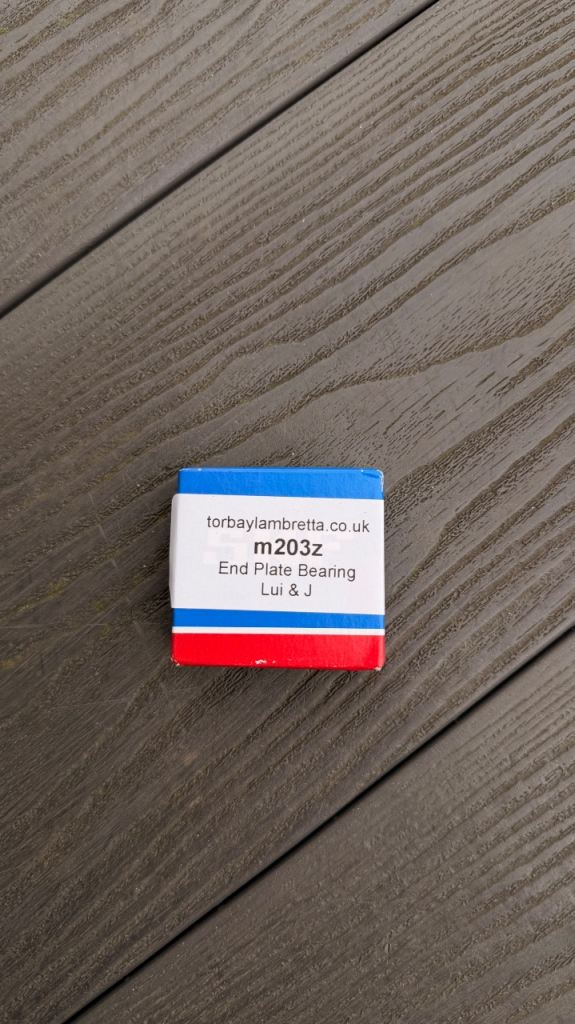 torbaylambretta.co.uk
m203z
End Plate Bearing
Lui & J